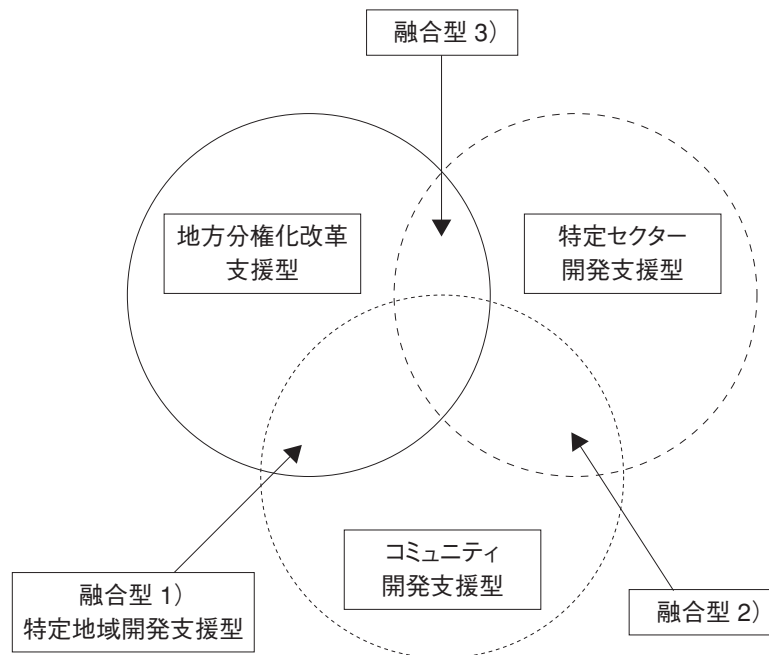 融合型 3）
地方分権化改革
支援型
特定セクター
開発支援型
コミュニティ
開発支援型
融合型 1）
特定地域開発支援型
融合型 2）